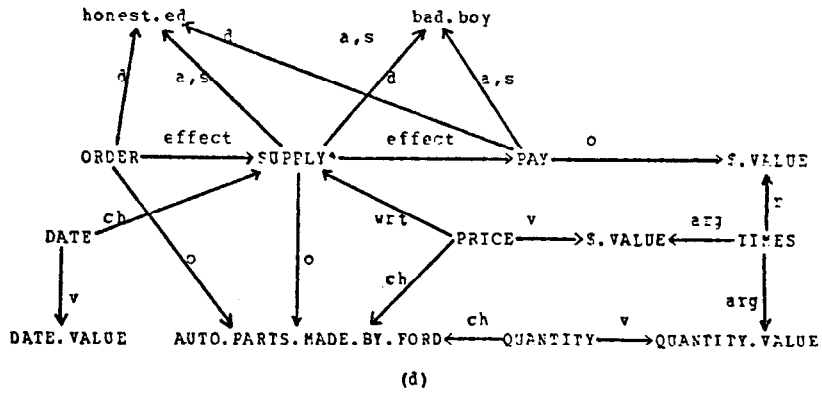 honest.ed bad.boy
d a,s
d a,s d a,s
effect effect o
ORDER SUPPLY PAY $.VALUE
ch wrt v arg r
DATE PRICE $.VALUE TIMES
o o ch
v arg
ch v
DATE.VALUE AUTO.PARTS.MADE.BY.FORD QUANTITY QUANTITY.VALUE
(d)